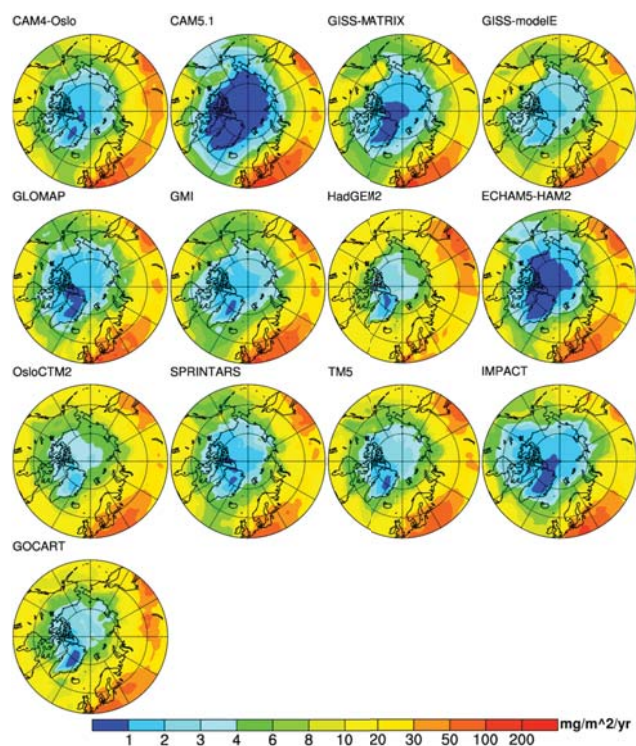 CAM4-Oslo CAM5.1 GISS-MATRIX GISS-modelE
GLOMAP GMI HadGEM2 ECHAM5-HAM2
OsloCTM2 SPRINTARS TM5 IMPACT
GOCART
mg/m^2/yr
1 2 3 4 6 8 10 20 30 50 100 200